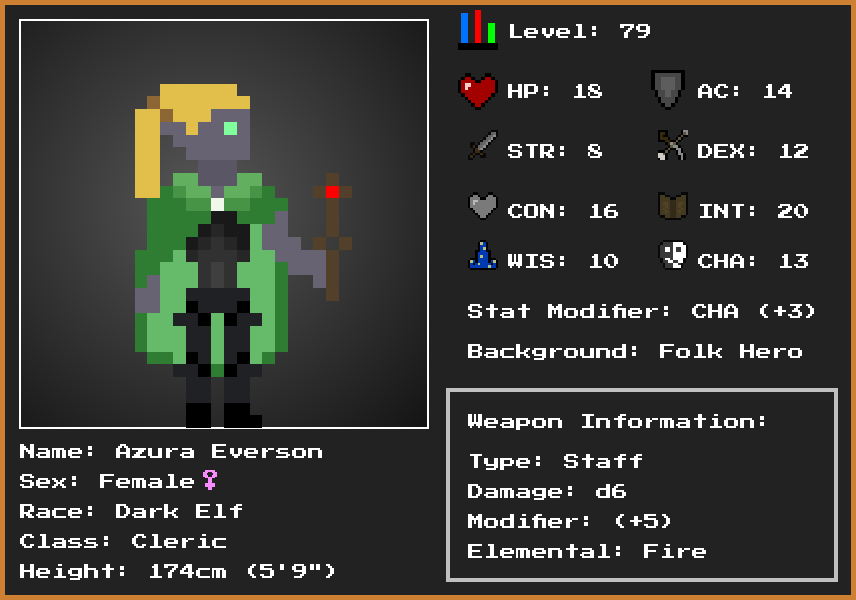 Level: 79
HP: 18 AC: 14
STR: 8 DEX: 12
CON: 16 INT: 20
WIS: 10 CHA: 13
Stat Modifier: CHA (+3)
Background: Folk Hero
Weapon Information:
Type: Staff
Damage: d6
Modifier: (+5)
Elemental: Fire
Name: Azura Everson
Sex: Female♀
Race: Dark Elf
Class: Cleric
Height: 174cm (5'9")